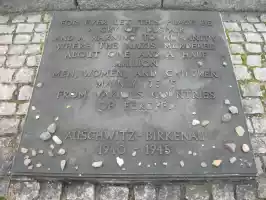 FOR EVER LET THIS PLACE BE
A CRY OF DESPAIR
AND A WARNING TO HUMANITY
WHERE THE NAZIS MURDERED
ABOUT ONE AND A HALF
MILLION
MEN, WOMEN, AND CHILDREN
MAINLY JEWS
FROM VARIOUS COUNTRIES
OF EUROPE
AUSCHWITZ-BIRKENAU
1940 - 1945